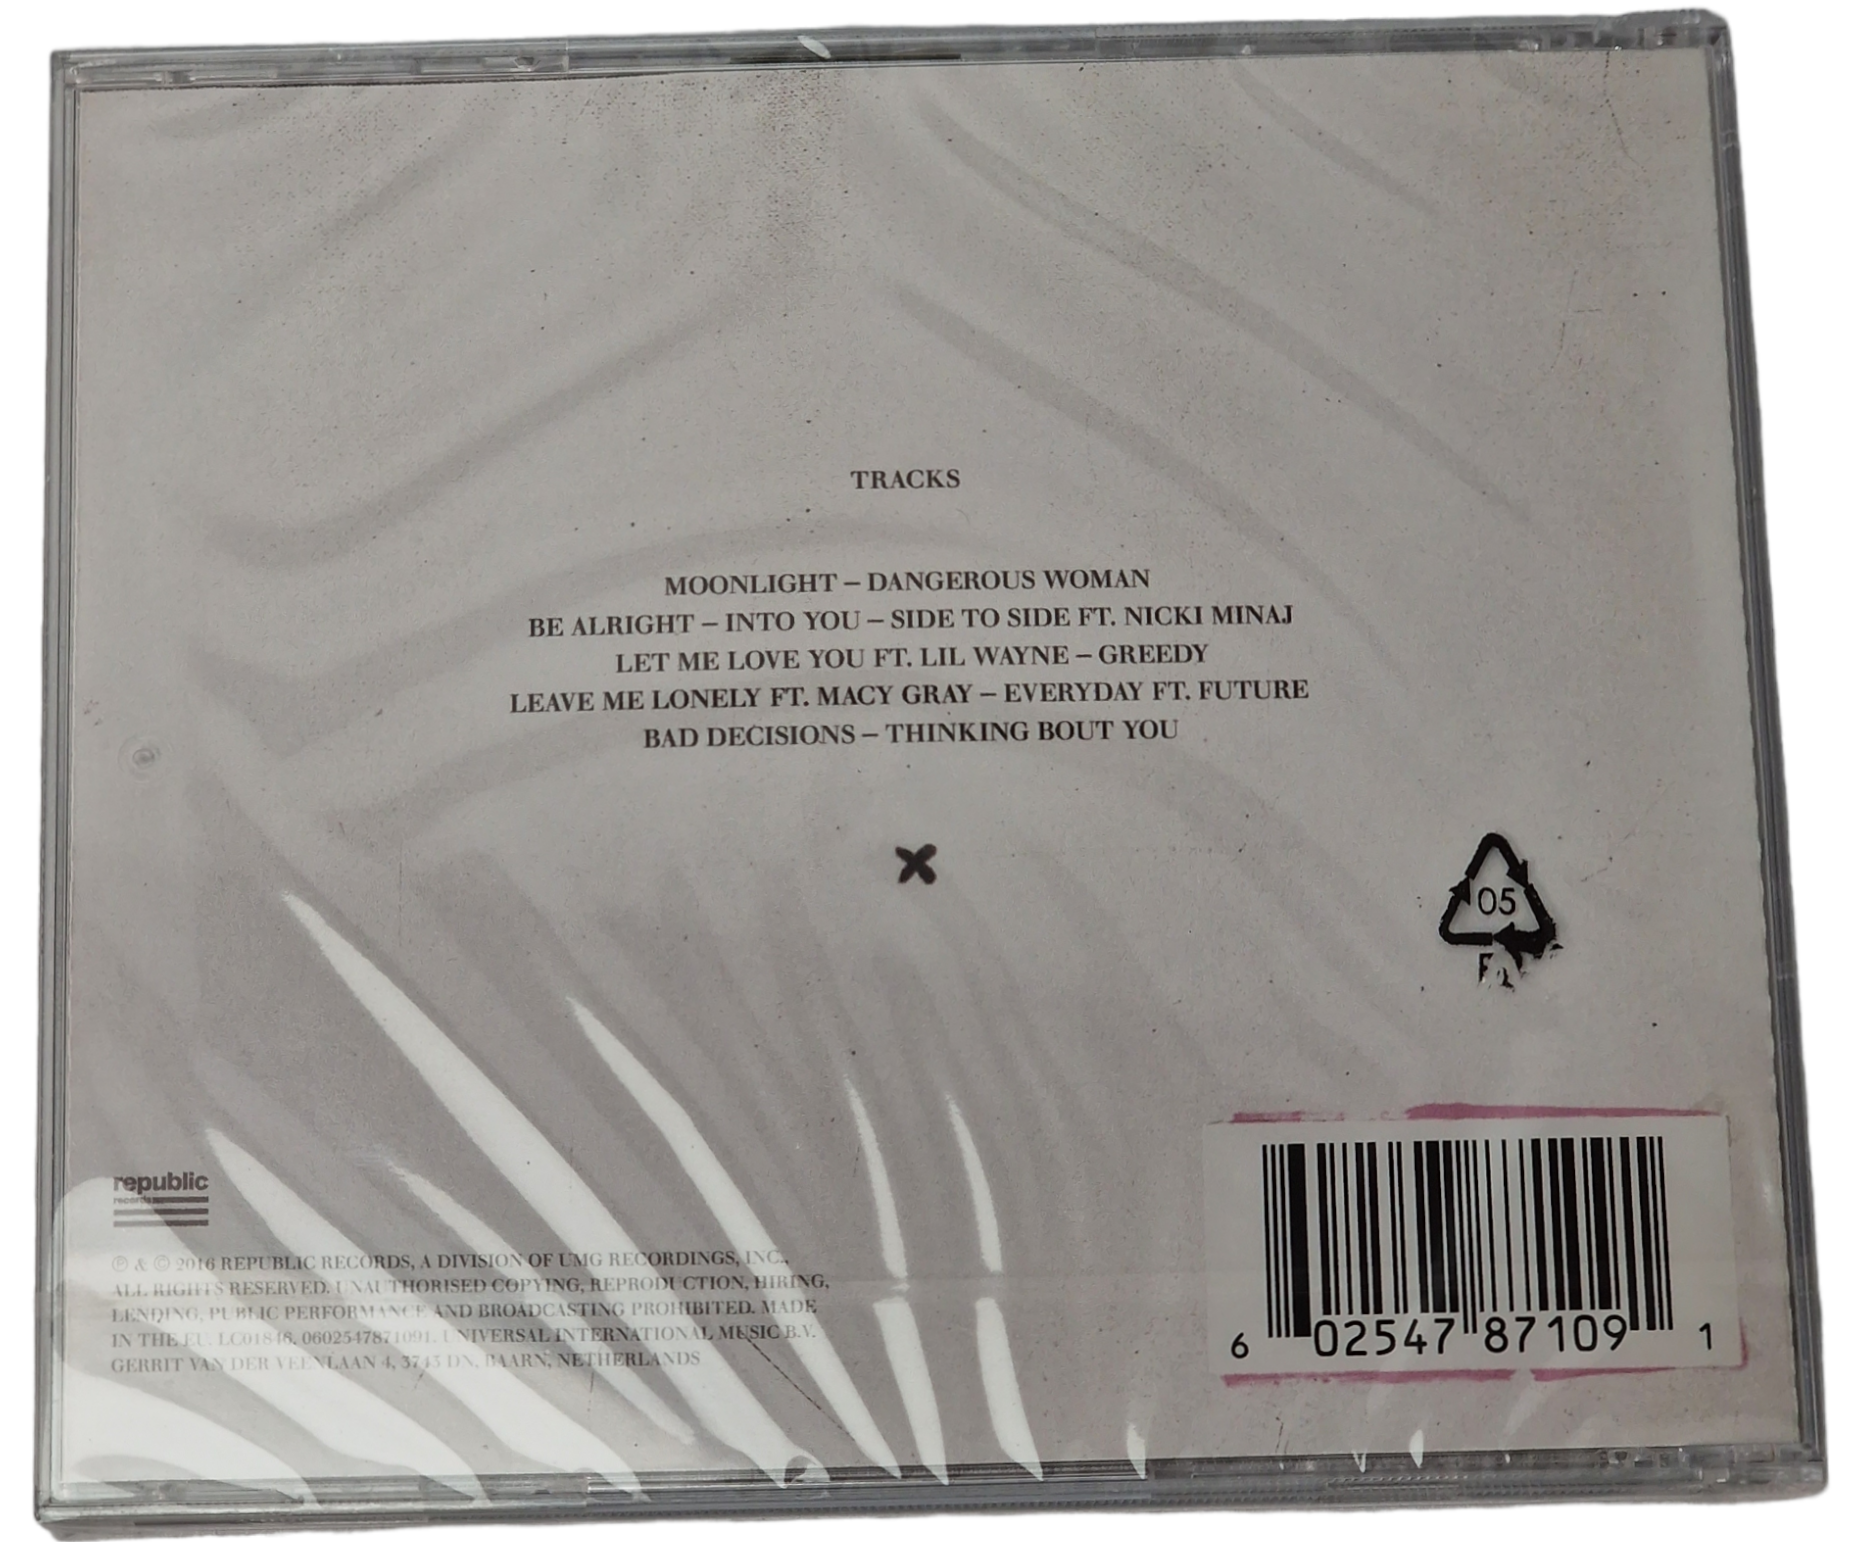 TRACKS
MOONLIGHT – DANGEROUS WOMAN
BE ALRIGHT – INTO YOU – SIDE TO SIDE FT. NICKI MINAJ
LET ME LOVE YOU FT. LIL WAYNE – GREEDY
LEAVE ME LONELY FT. MACY GRAY – EVERYDAY FT. FUTURE
BAD DECISIONS – THINKING BOUT YOU
05
republic
records
℗ & © 2016 REPUBLIC RECORDS, A DIVISION OF UMG RECORDINGS, INC.,
ALL RIGHTS RESERVED. UNAUTHORISED COPYING, REPRODUCTION, HIRING,
LENDING, PUBLIC PERFORMANCE AND BROADCASTING PROHIBITED. MADE
IN THE EU. LC01846. 0602547871091. UNIVERSAL INTERNATIONAL MUSIC B.V.
GERRIT VAN DER VEENLAAN 4, 3743 DN, BAARN, NETHERLANDS
6 02547 87109 1